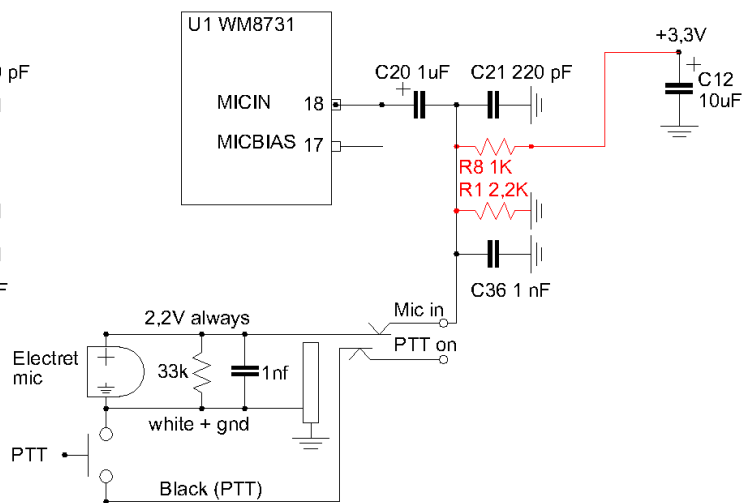 U1 WM8731
+3,3V
pF
C20 1uF
C21 220 pF
C12
10uF
+
+
MICIN 18
MICBIAS 17
R8 1K
R1 2,2K
C36 1 nF
F
2,2V always
Mic in
PTT on
Electret
mic
+
33k
1nf
white + gnd
PTT
Black (PTT)